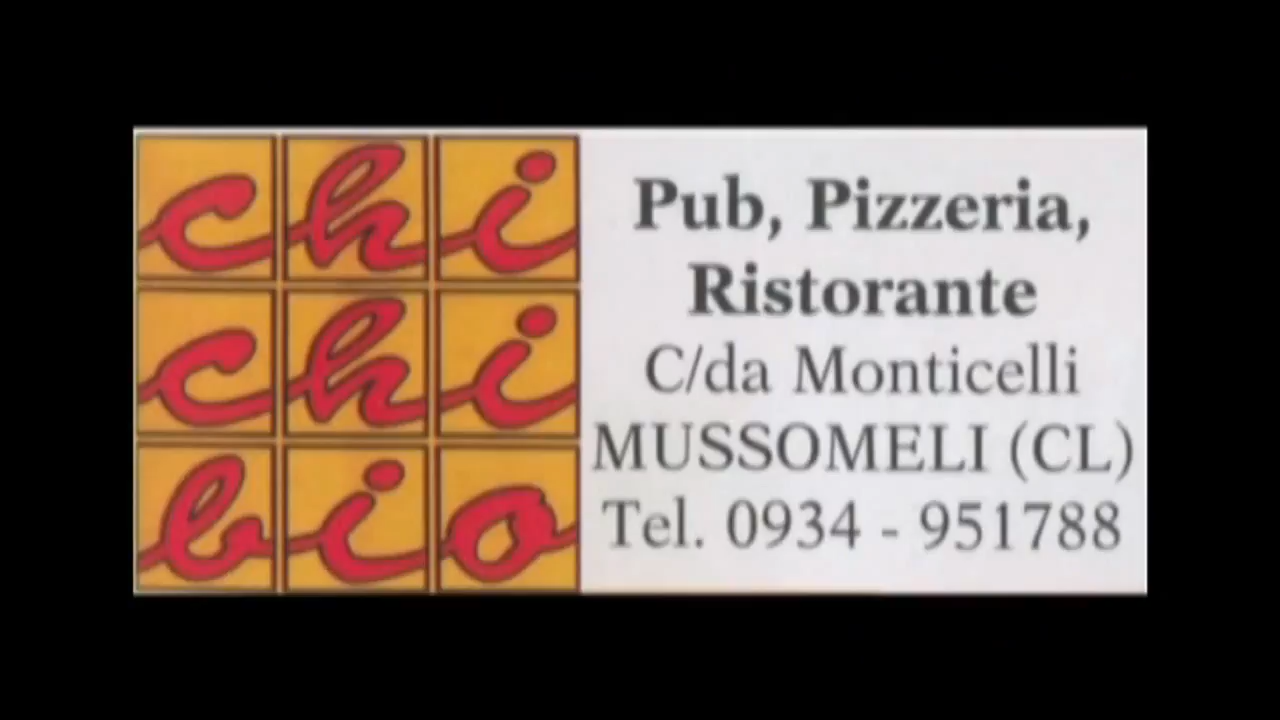 chi
chi
bio
Pub, Pizzeria,
Ristorante
C/da Monticelli
MUSSOMELI (CL)
Tel. 0934 - 951788